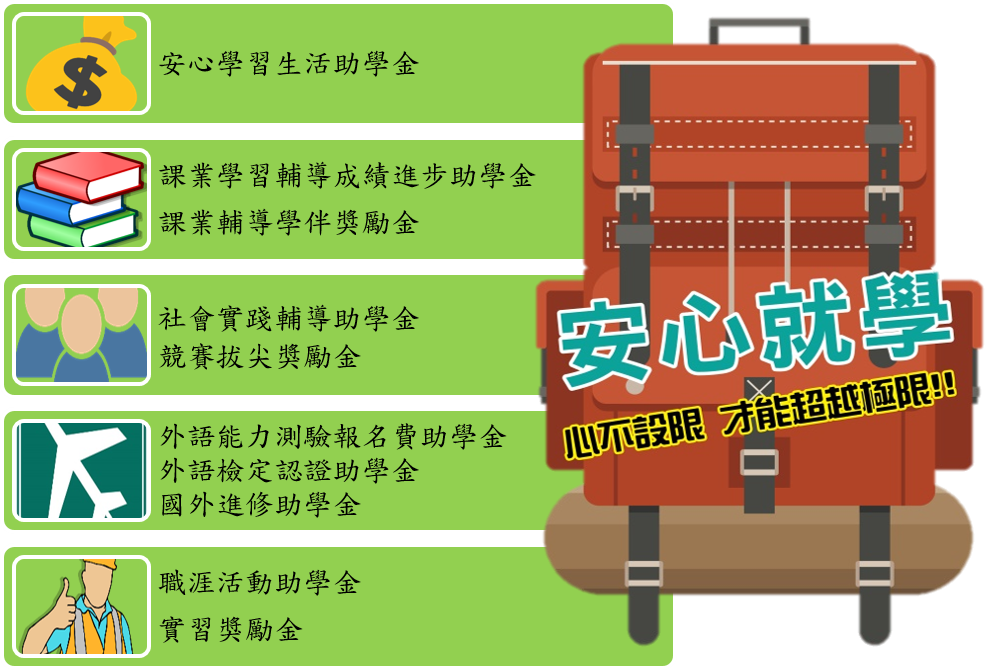 安心學習生活助學金
課業學習輔導成績進步助學金
課業輔導學伴獎勵金
社會實踐輔導助學金
競賽拔尖獎勵金
外語能力測驗報名費助學金
外語檢定認證助學金
國外進修助學金
職涯活動助學金
實習獎勵金
安心就學
心不設限 才能超越極限!!